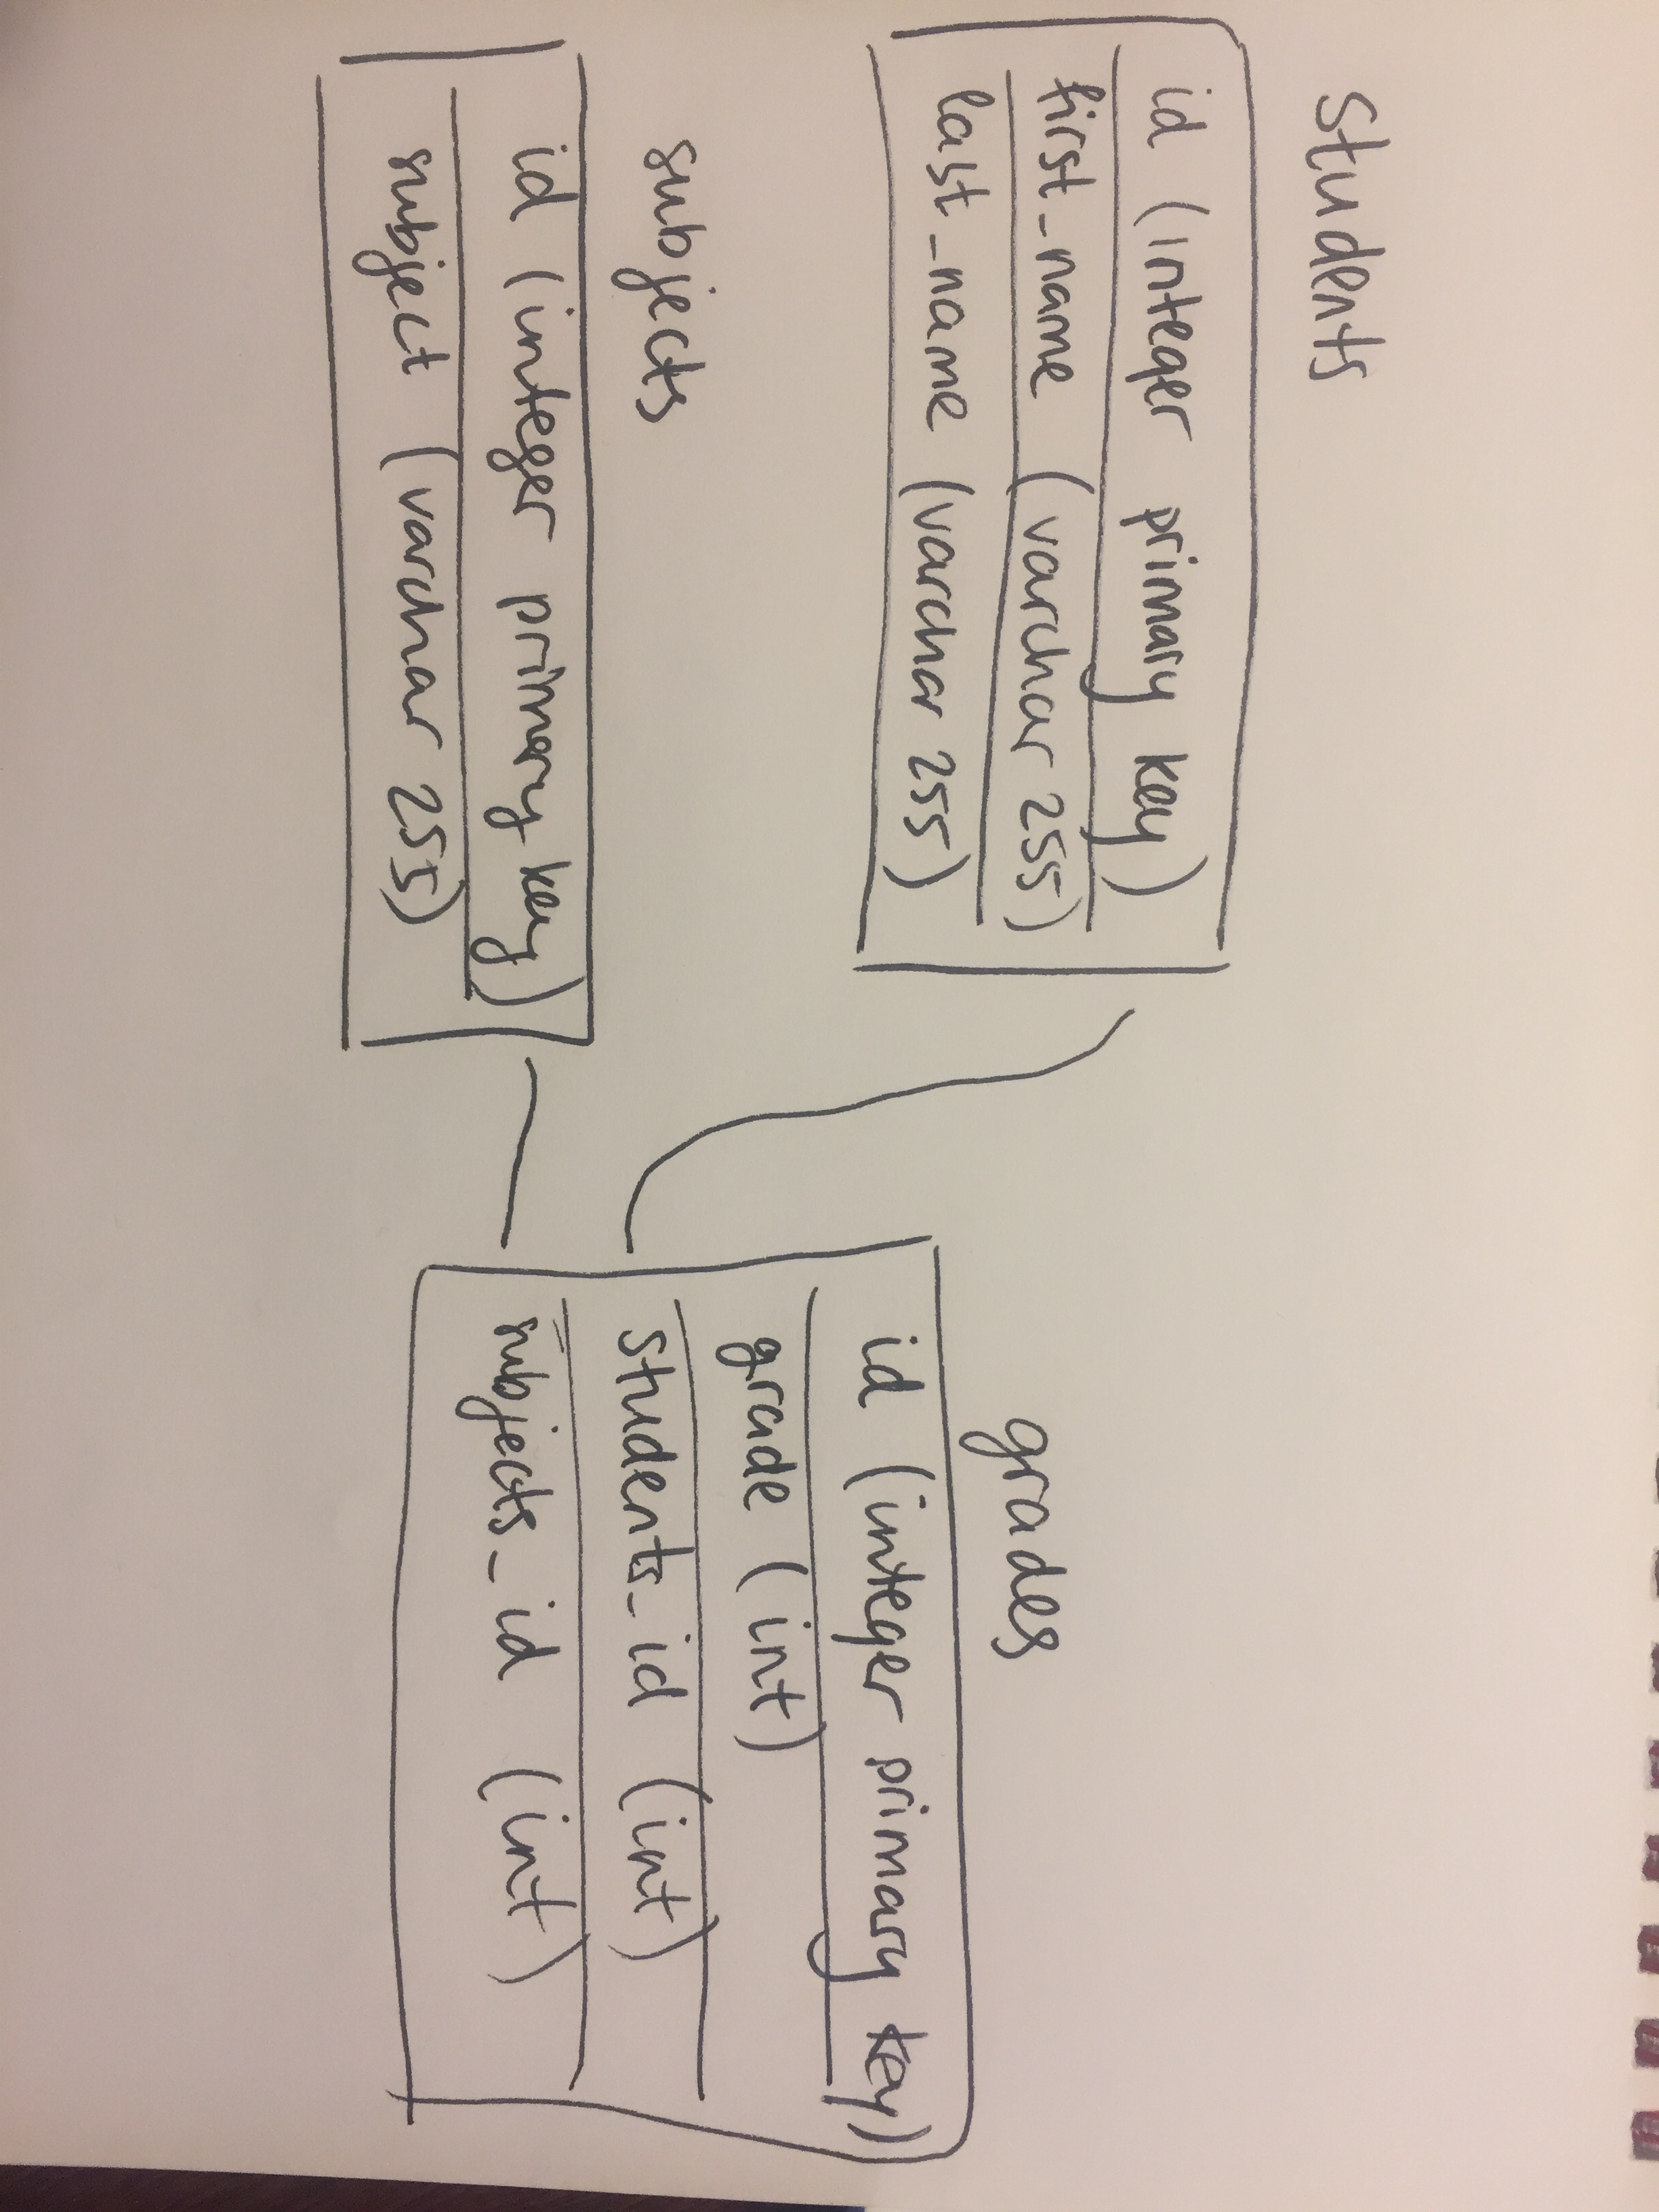 students
id (integer primary key)
first_name (varchar 255)
last_name (varchar 255)
subjects
id (integer primary key)
subject (varchar 255)
grades
id (integer primary key)
grade (int)
students_id (int)
subjects_id (int)